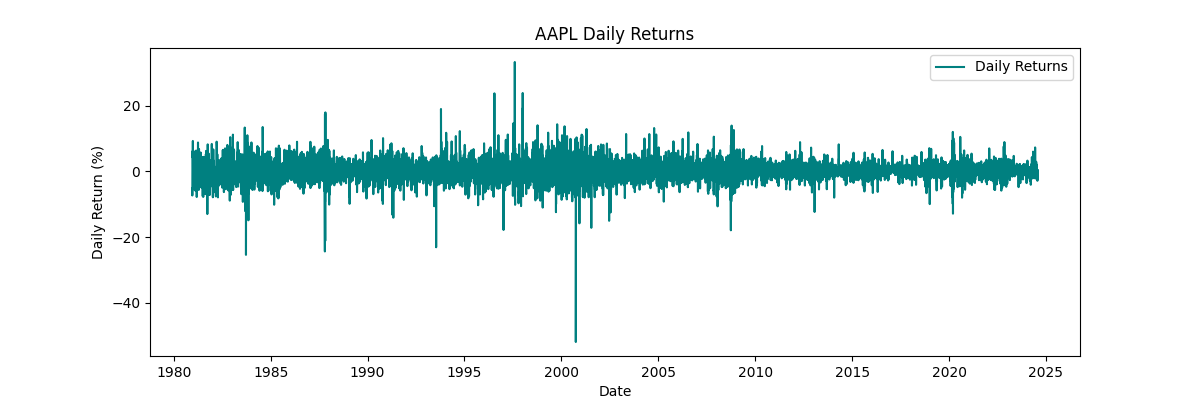 AAPL Daily Returns
Daily Returns
Daily Return (%)
20
0
−20
−40
1980 1985 1990 1995 2000 2005 2010 2015 2020 2025
Date